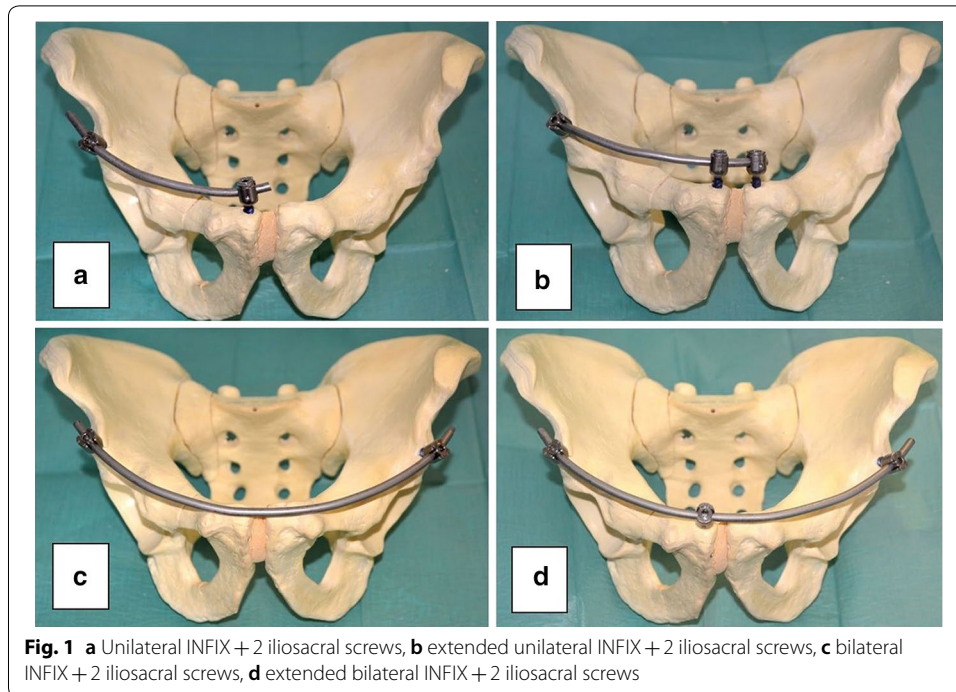 a
b
c
d
Fig. 1 a Unilateral INFIX + 2 iliosacral screws, b extended unilateral INFIX + 2 iliosacral screws, c bilateral
INFIX + 2 iliosacral screws, d extended bilateral INFIX + 2 iliosacral screws